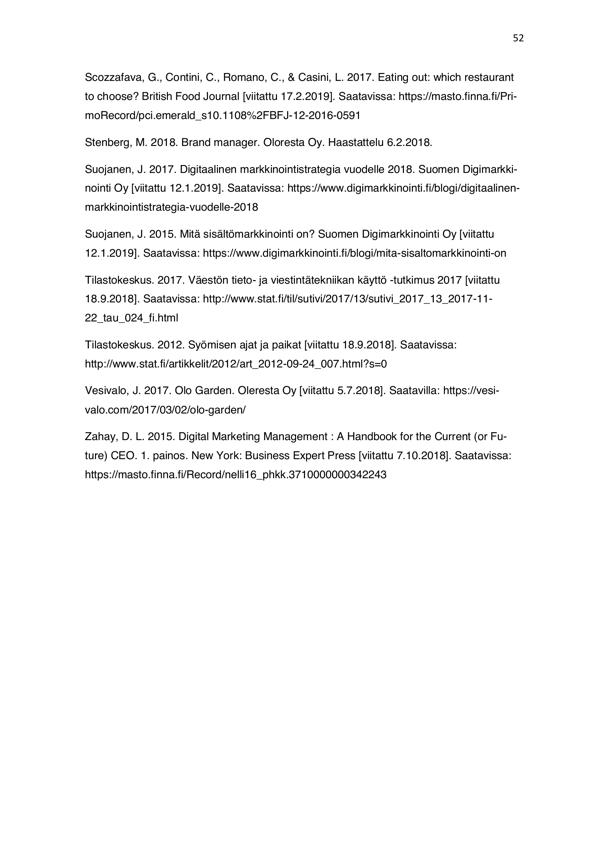 52
Scozzafava, G., Contini, C., Romano, C., & Casini, L. 2017. Eating out: which restaurant
to choose? British Food Journal [viitattu 17.2.2019]. Saatavissa: https://masto.finna.fi/Pri-
moRecord/pci.emerald_s10.1108%2FBFJ-12-2016-0591
Stenberg, M. 2018. Brand manager. Oloresta Oy. Haastattelu 6.2.2018.
Suojanen, J. 2017. Digitaalinen markkinointistrategia vuodelle 2018. Suomen Digimarkki-
nointi Oy [viitattu 12.1.2019]. Saatavissa: https://www.digimarkkinointi.fi/blogi/digitaalinen-
markkinointistrategia-vuodelle-2018
Suojanen, J. 2015. Mitä sisältömarkkinointi on? Suomen Digimarkkinointi Oy [viitattu
12.1.2019]. Saatavissa: https://www.digimarkkinointi.fi/blogi/mita-sisaltomarkkinointi-on
Tilastokeskus. 2017. Väestön tieto- ja viestintätekniikan käyttö -tutkimus 2017 [viitattu
18.9.2018]. Saatavissa: http://www.stat.fi/til/sutivi/2017/13/sutivi_2017_13_2017-11-
22_tau_024_fi.html
Tilastokeskus. 2012. Syömisen ajat ja paikat [viitattu 18.9.2018]. Saatavissa:
http://www.stat.fi/artikkelit/2012/art_2012-09-24_007.html?s=0
Vesivalo, J. 2017. Olo Garden. Oleresta Oy [viitattu 5.7.2018]. Saatavilla: https://vesi-
valo.com/2017/03/02/olo-garden/
Zahay, D. L. 2015. Digital Marketing Management : A Handbook for the Current (or Fu-
ture) CEO. 1. painos. New York: Business Expert Press [viitattu 7.10.2018]. Saatavissa:
https://masto.finna.fi/Record/nelli16_phkk.3710000000342243